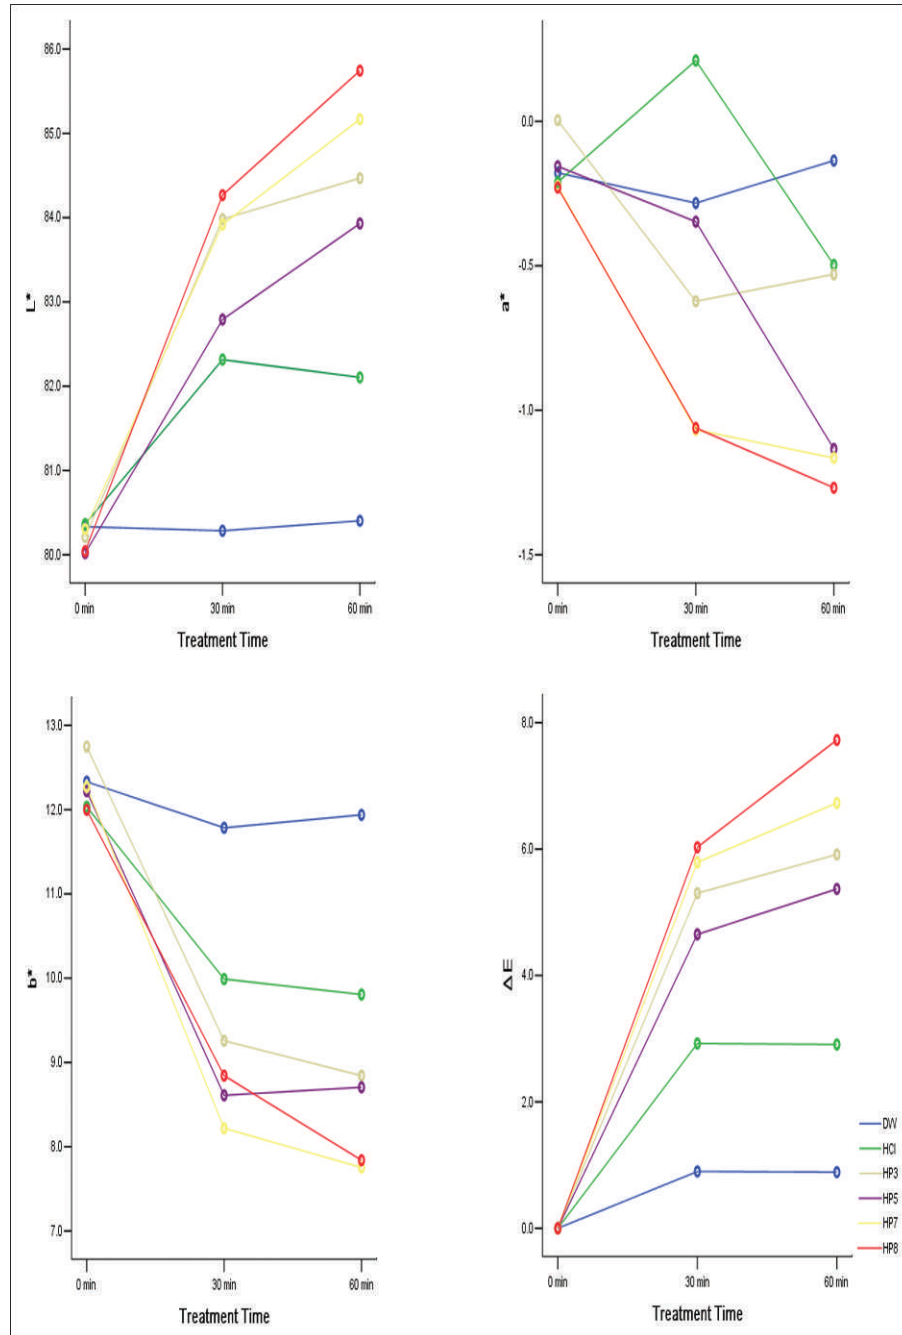 86.0
85.0
84.0
83.0
82.0
81.0
80.0
L*
0 min 30 min 60 min
Treatment Time
0.0
-0.5
-1.0
-1.5
a*
0 min 30 min 60 min
Treatment Time
13.0
12.0
11.0
10.0
9.0
8.0
7.0
b*
0 min 30 min 60 min
Treatment Time
8.0
6.0
4.0
2.0
0.0
ΔE
0 min 30 min 60 min
Treatment Time
DW
HCl
HP3
HP5
HP7
HP8